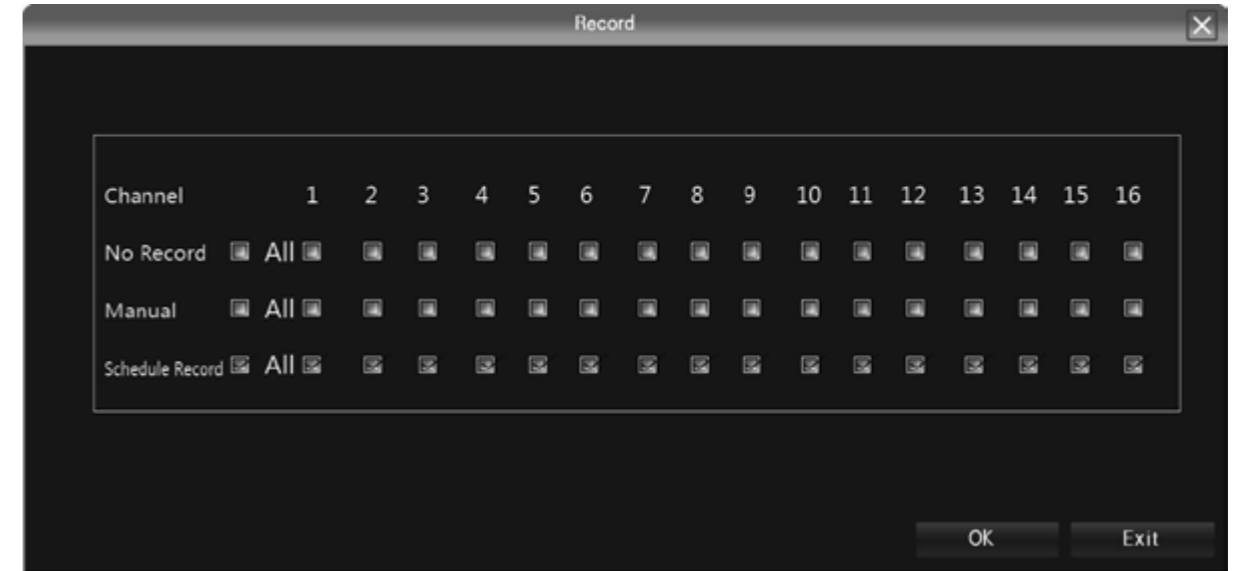 Record
Channel 1 2 3 4 5 6 7 8 9 10 11 12 13 14 15 16
No Record All
Manual All
Schedule Record All
OK Exit